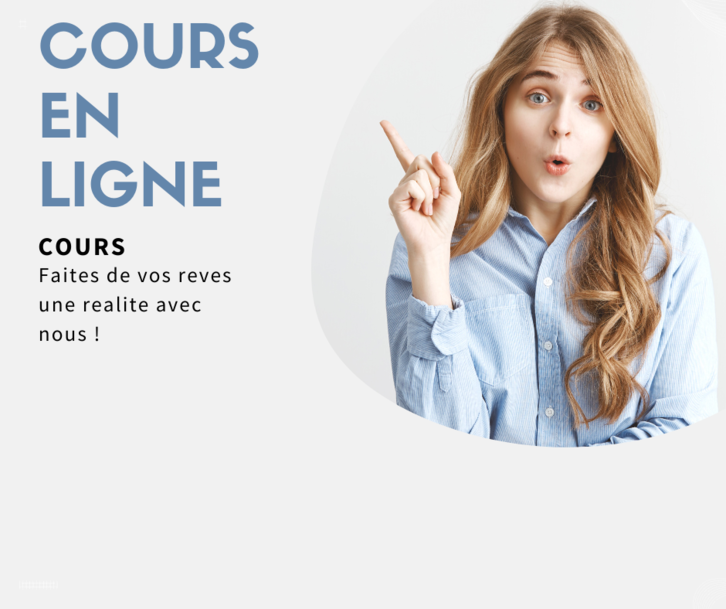 COURS
EN
LIGNE
COURS
Faites de vos reves
une realite avec
nous !